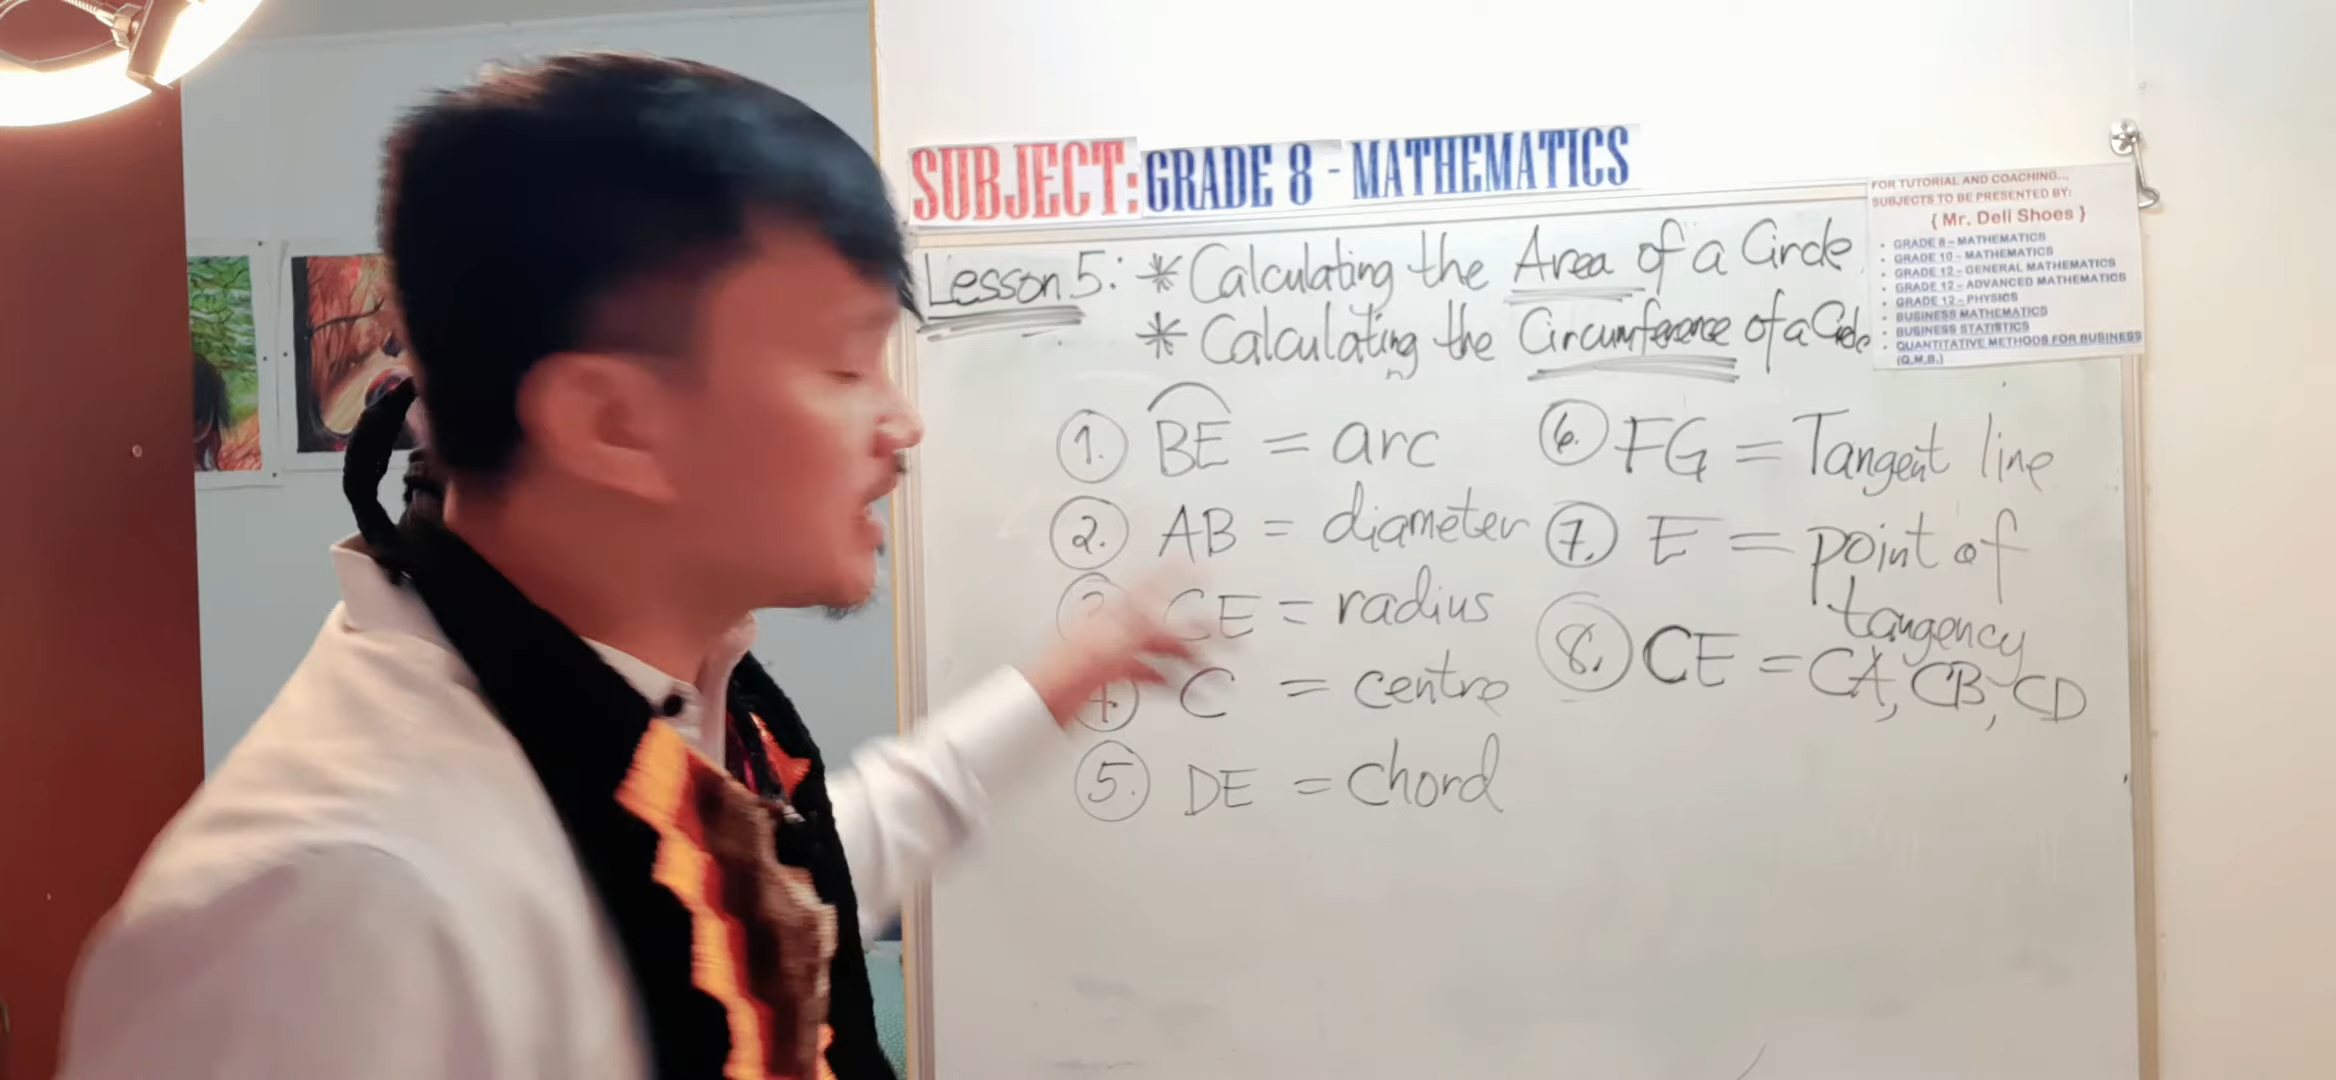 SUBJECT: GRADE 8 - MATHEMATICS
Lesson 5: * Calculating the Area of a Circle
* Calculating the Circumference of a Circle
FOR TUTORIAL AND COACHING...
SUBJECTS TO BE PRESENTED BY:
{ Mr. Deli Shoes }
• GRADE 8 – MATHEMATICS
• GRADE 10 – MATHEMATICS
• GRADE 12 – GENERAL MATHEMATICS
• GRADE 12 – ADVANCED MATHEMATICS
• GRADE 12 – PHYSICS
• BUSINESS MATHEMATICS
• BUSINESS STATISTICS
• QUANTITATIVE METHODS FOR BUSINESS
(Q.M.B.)
1. BE = arc
2. AB = diameter
3 CE = radius
4 C = centre
5. DE = chord
6. FG = Tangent line
7. E = point of
tangency
8. CE = CA, CB, CD